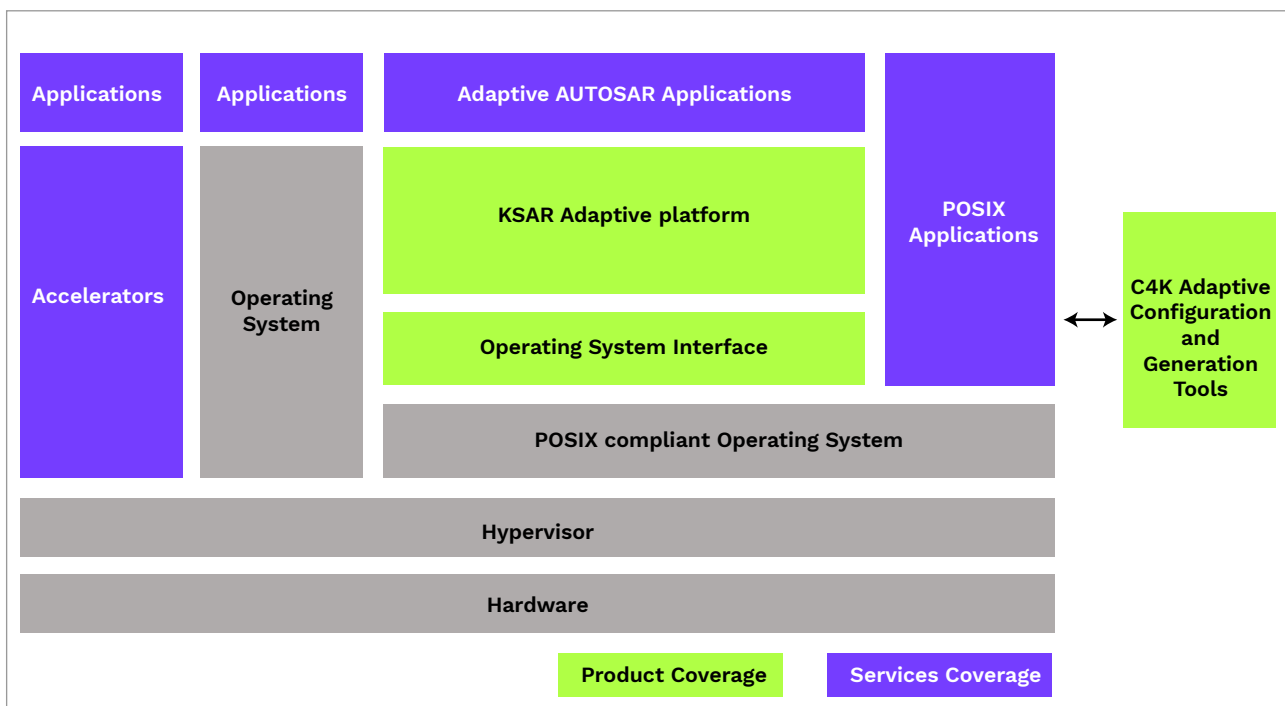 Applications
Applications
Adaptive AUTOSAR Applications
KSAR Adaptive platform
POSIX
Applications
Accelerators
Operating
System
Operating System Interface
C4K Adaptive
Configuration
and
Generation
Tools
POSIX compliant Operating System
Hypervisor
Hardware
Product Coverage
Services Coverage